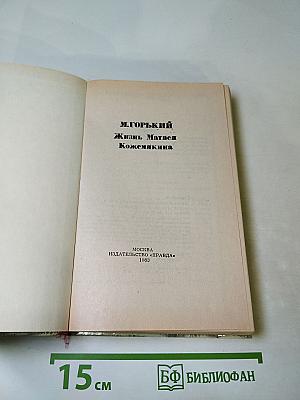 М. ГОРЬКИЙ
Жизнь Матвея
Кожемякина
МОСКВА
ИЗДАТЕЛЬСТВО «ПРАВДА»
1983
15 см
БФ БИБЛИОФАН